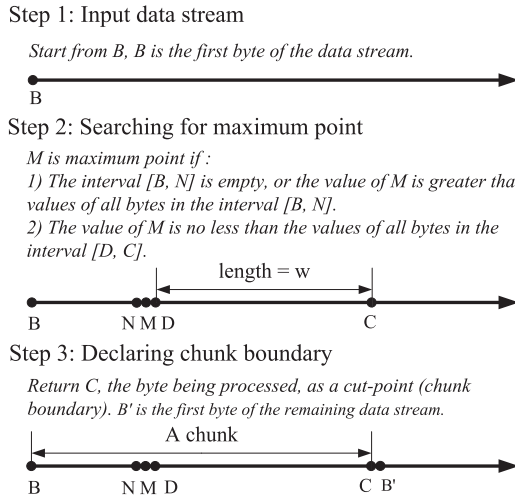 Step 1: Input data stream
Start from B, B is the first byte of the data stream.
B
Step 2: Searching for maximum point
M is maximum point if :
1) The interval [B, N] is empty, or the value of M is greater tha
values of all bytes in the interval [B, N].
2) The value of M is no less than the values of all bytes in the
interval [D, C].
length = w
B N M D C
Step 3: Declaring chunk boundary
Return C, the byte being processed, as a cut-point (chunk
boundary). B' is the first byte of the remaining data stream.
A chunk
B N M D C B'